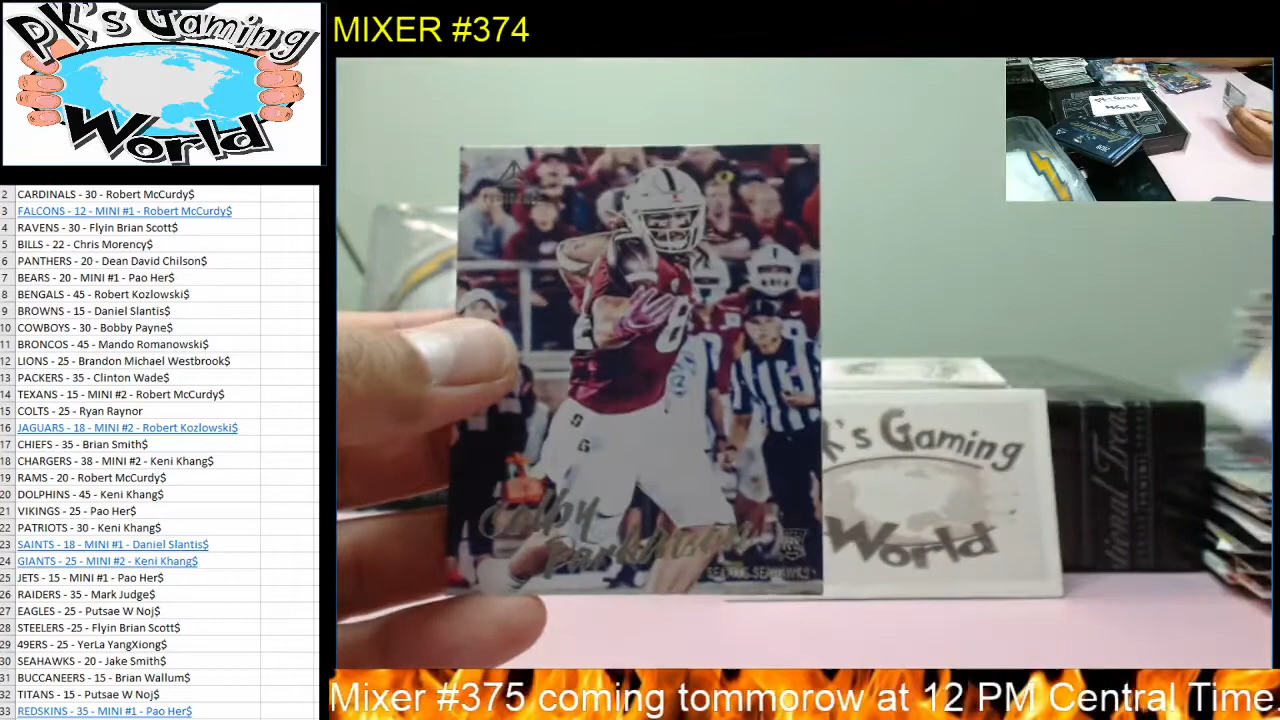 PK's Gaming
World
MIXER #374
2 CARDINALS - 30 - Robert McCurdy$
3 FALCONS - 12 - MINI #1 - Robert McCurdy$
4 RAVENS - 30 - Flyin Brian Scott$
5 BILLS - 22 - Chris Morency$
6 PANTHERS - 20 - Dean David Chilson$
7 BEARS - 20 - MINI #1 - Pao Her$
8 BENGALS - 45 - Robert Kozlowski$
9 BROWNS - 15 - Daniel Slantis$
10 COWBOYS - 30 - Bobby Payne$
11 BRONCOS - 45 - Mando Romanowski$
12 LIONS - 25 - Brandon Michael Westbrook$
13 PACKERS - 35 - Clinton Wade$
14 TEXANS - 15 - MINI #2 - Robert McCurdy$
15 COLTS - 25 - Ryan Raynor
16 JAGUARS - 18 - MINI #2 - Robert Kozlowski$
17 CHIEFS - 35 - Brian Smith$
18 CHARGERS - 38 - MINI #2 - Keni Khang$
19 RAMS - 20 - Robert McCurdy$
20 DOLPHINS - 45 - Keni Khang$
21 VIKINGS - 25 - Pao Her$
22 PATRIOTS - 30 - Keni Khang$
23 SAINTS - 18 - MINI #1 - Daniel Slantis$
24 GIANTS - 25 - MINI #2 - Keni Khang$
25 JETS - 15 - MINI #1 - Pao Her$
26 RAIDERS - 35 - Mark Judge$
27 EAGLES - 25 - Putsae W Noj$
28 STEELERS -25 - Flyin Brian Scott$
29 49ERS - 25 - YerLa YangXiong$
30 SEAHAWKS - 20 - Jake Smith$
31 BUCCANEERS - 15 - Brian Wallum$
32 TITANS - 15 - Putsae W Noj$
33 REDSKINS - 35 - MINI #1 - Pao Her$
8
Colby
Parkinson
SEATTLE SEAHAWKS
K's Gaming
World
tional Trea
Mixer #375 coming tommorow at 12 PM Central Time.